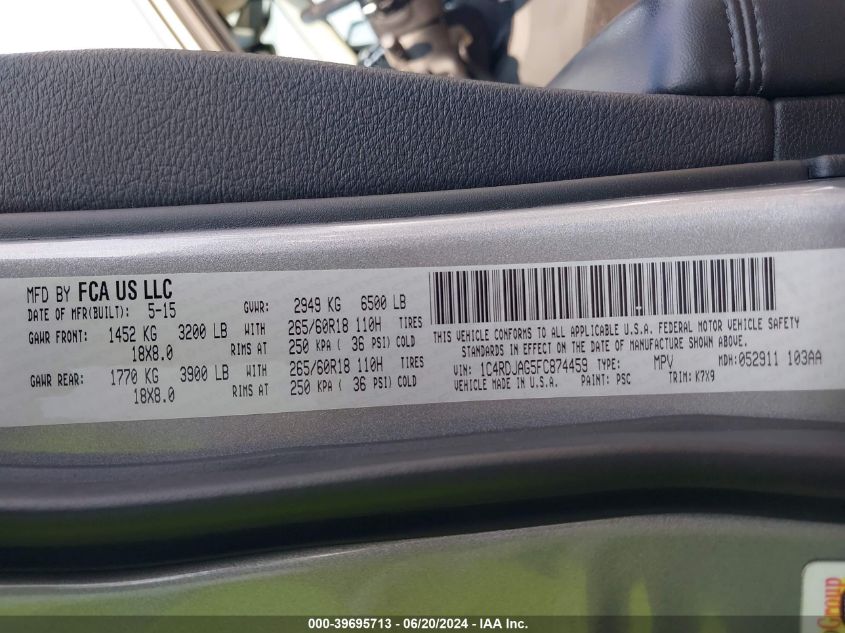 MFD BY FCA US LLC
DATE OF MFR(BUILT): 5-15 GVWR: 2949 KG 6500 LB
GAWR FRONT: 1452 KG 3200 LB WITH 265/60R18 110H TIRES
18X8.0 RIMS AT 250 KPA ( 36 PSI) COLD
GAWR REAR: 1770 KG 3900 LB WITH 265/60R18 110H TIRES
18X8.0 RIMS AT 250 KPA ( 36 PSI) COLD
THIS VEHICLE CONFORMS TO ALL APPLICABLE U.S.A. FEDERAL MOTOR VEHICLE SAFETY
STANDARDS IN EFFECT ON THE DATE OF MANUFACTURE SHOWN ABOVE.
VIN: 1C4RDJAG5FC874459 TYPE: MPV MDH: 052911 103AA
VEHICLE MADE IN U.S.A. PAINT: PSC TRIM: K7X9
Group
000-39695713 - 06/20/2024 - IAA Inc.